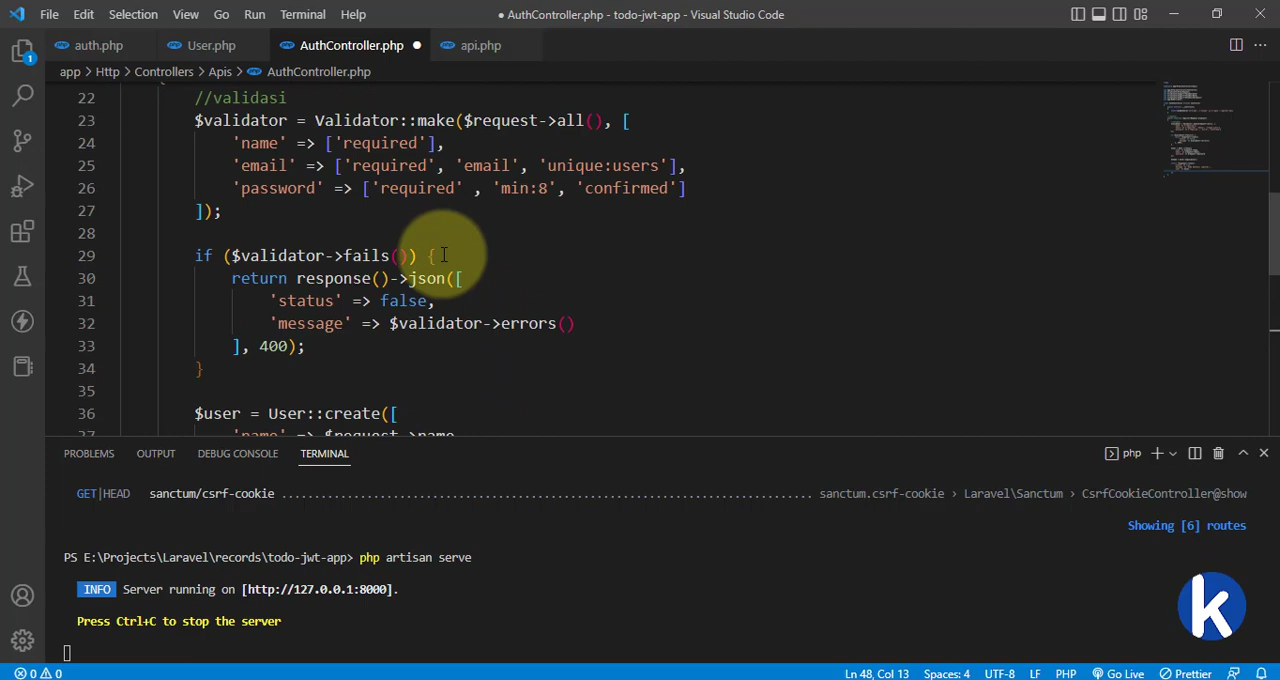 File Edit Selection View Go Run Terminal Help ● AuthController.php - todo-jwt-app - Visual Studio Code
auth.php User.php AuthController.php ● api.php
app > Http > Controllers > Apis > AuthController.php
22 //validasi
23 $validator = Validator::make($request->all(), [
24 'name' => ['required'],
25 'email' => ['required', 'email', 'unique:users'],
26 'password' => ['required' , 'min:8', 'confirmed']
27 ]);
28
29 if ($validator->fails()) {
30 return response()->json([
31 'status' => false,
32 'message' => $validator->errors()
33 ], 400);
34 }
35
36 $user = User::create([
37 'name' => $request->name
1
PROBLEMS OUTPUT DEBUG CONSOLE TERMINAL php
GET|HEAD sanctum/csrf-cookie ........................................................................................ sanctum.csrf-cookie › Laravel\Sanctum › CsrfCookieController@show
Showing [6] routes
PS E:\Projects\Laravel\records\todo-jwt-app> php artisan serve
INFO Server running on [http://127.0.0.1:8000].
Press Ctrl+C to stop the server
k
0 0 Ln 48, Col 13 Spaces: 4 UTF-8 LF PHP Go Live Prettier